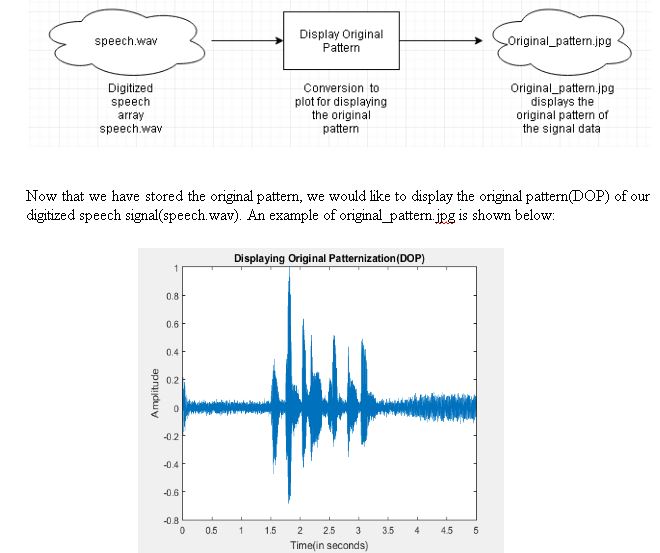 speech.wav
Display Original
Pattern
Original_pattern.jpg
Digitized
speech
array
speech.wav
Conversion to
plot for displaying
the original
pattern
Original_pattern.jpg
displays the
original pattern of
the signal data
Now that we have stored the original pattern, we would like to display the original pattern(DOP) of our
digitized speech signal(speech.wav). An example of original_pattern.jpg is shown below:
Displaying Original Patternization(DOP)
1
0.8
0.6
0.4
0.2
0
-0.2
-0.4
-0.6
-0.8
Amplitude
0 0.5 1 1.5 2 2.5 3 3.5 4 4.5 5
Time(in seconds)